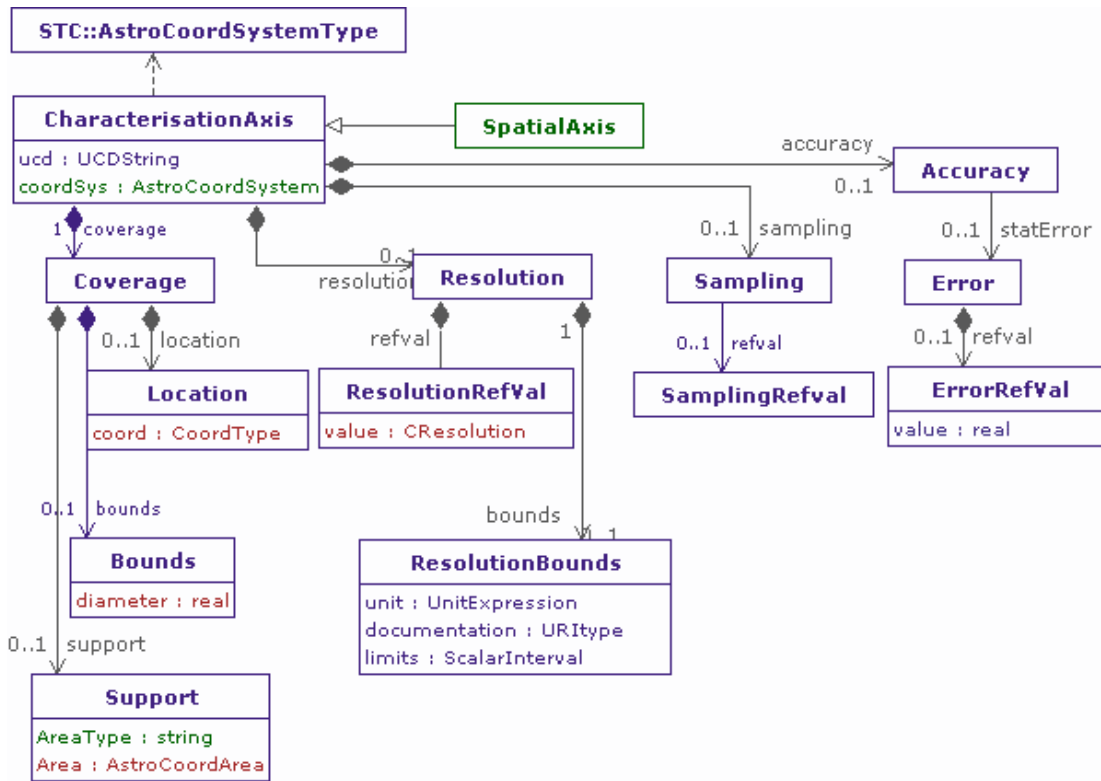 STC::AstroCoordSystemType
CharacterisationAxis
ucd : UCDString
coordSys : AstroCoordSystem
SpatialAxis
accuracy
0..1
Accuracy
1 coverage
0..1
resolution
0..1 sampling
0..1 statError
Coverage
Resolution
Sampling
Error
0..1 location
refval
1
0..1 refval
0..1 refval
Location
coord : CoordType
ResolutionRefVal
value : CResolution
SamplingRefval
ErrorRefVal
value : real
0..1 bounds
bounds
0..1
Bounds
diameter : real
ResolutionBounds
unit : UnitExpression
documentation : URItype
limits : ScalarInterval
0..1 support
Support
AreaType : string
Area : AstroCoordArea